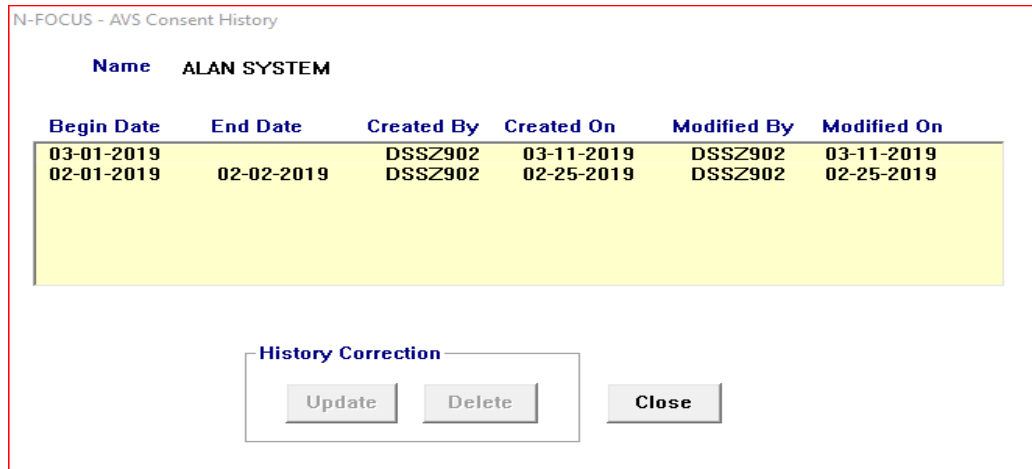 N-FOCUS - AVS Consent History
Name ALAN SYSTEM
Begin Date End Date Created By Created On Modified By Modified On
03-01-2019 DSSZ902 03-11-2019 DSSZ902 03-11-2019
02-01-2019 02-02-2019 DSSZ902 02-25-2019 DSSZ902 02-25-2019
History Correction
Update Delete Close